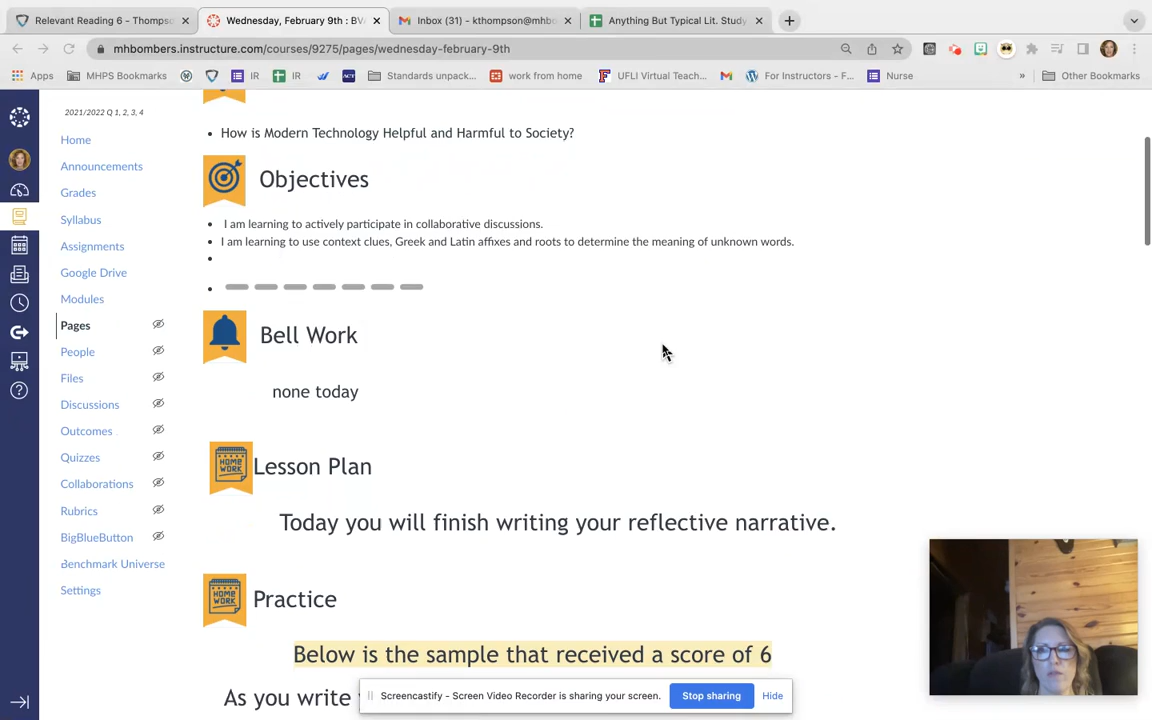 Relevant Reading 6 – Thomps
Wednesday, February 9th : BV
Inbox (31) - kthompson@mhb
Anything But Typical Lit. Study
mhbombers.instructure.com/courses/9275/pages/wednesday-february-9th
Apps
MHPS Bookmarks
IR
IR
ACT
Standards unpack...
work from home
UFLI Virtual Teach...
For Instructors – F...
Nurse
»
Other Bookmarks
2021/2022 Q 1, 2, 3, 4
Home
Announcements
Grades
Syllabus
Assignments
Google Drive
Modules
Pages
People
Files
Discussions
Outcomes
Quizzes
Collaborations
Rubrics
BigBlueButton
Benchmark Universe
Settings
• How is Modern Technology Helpful and Harmful to Society?
Objectives
• I am learning to actively participate in collaborative discussions.
• I am learning to use context clues, Greek and Latin affixes and roots to determine the meaning of unknown words.
Bell Work
none today
HOME WORK
Lesson Plan
Today you will finish writing your reflective narrative.
HOME WORK
Practice
Below is the sample that received a score of 6
As you write
Screencastify - Screen Video Recorder is sharing your screen.
Stop sharing
Hide